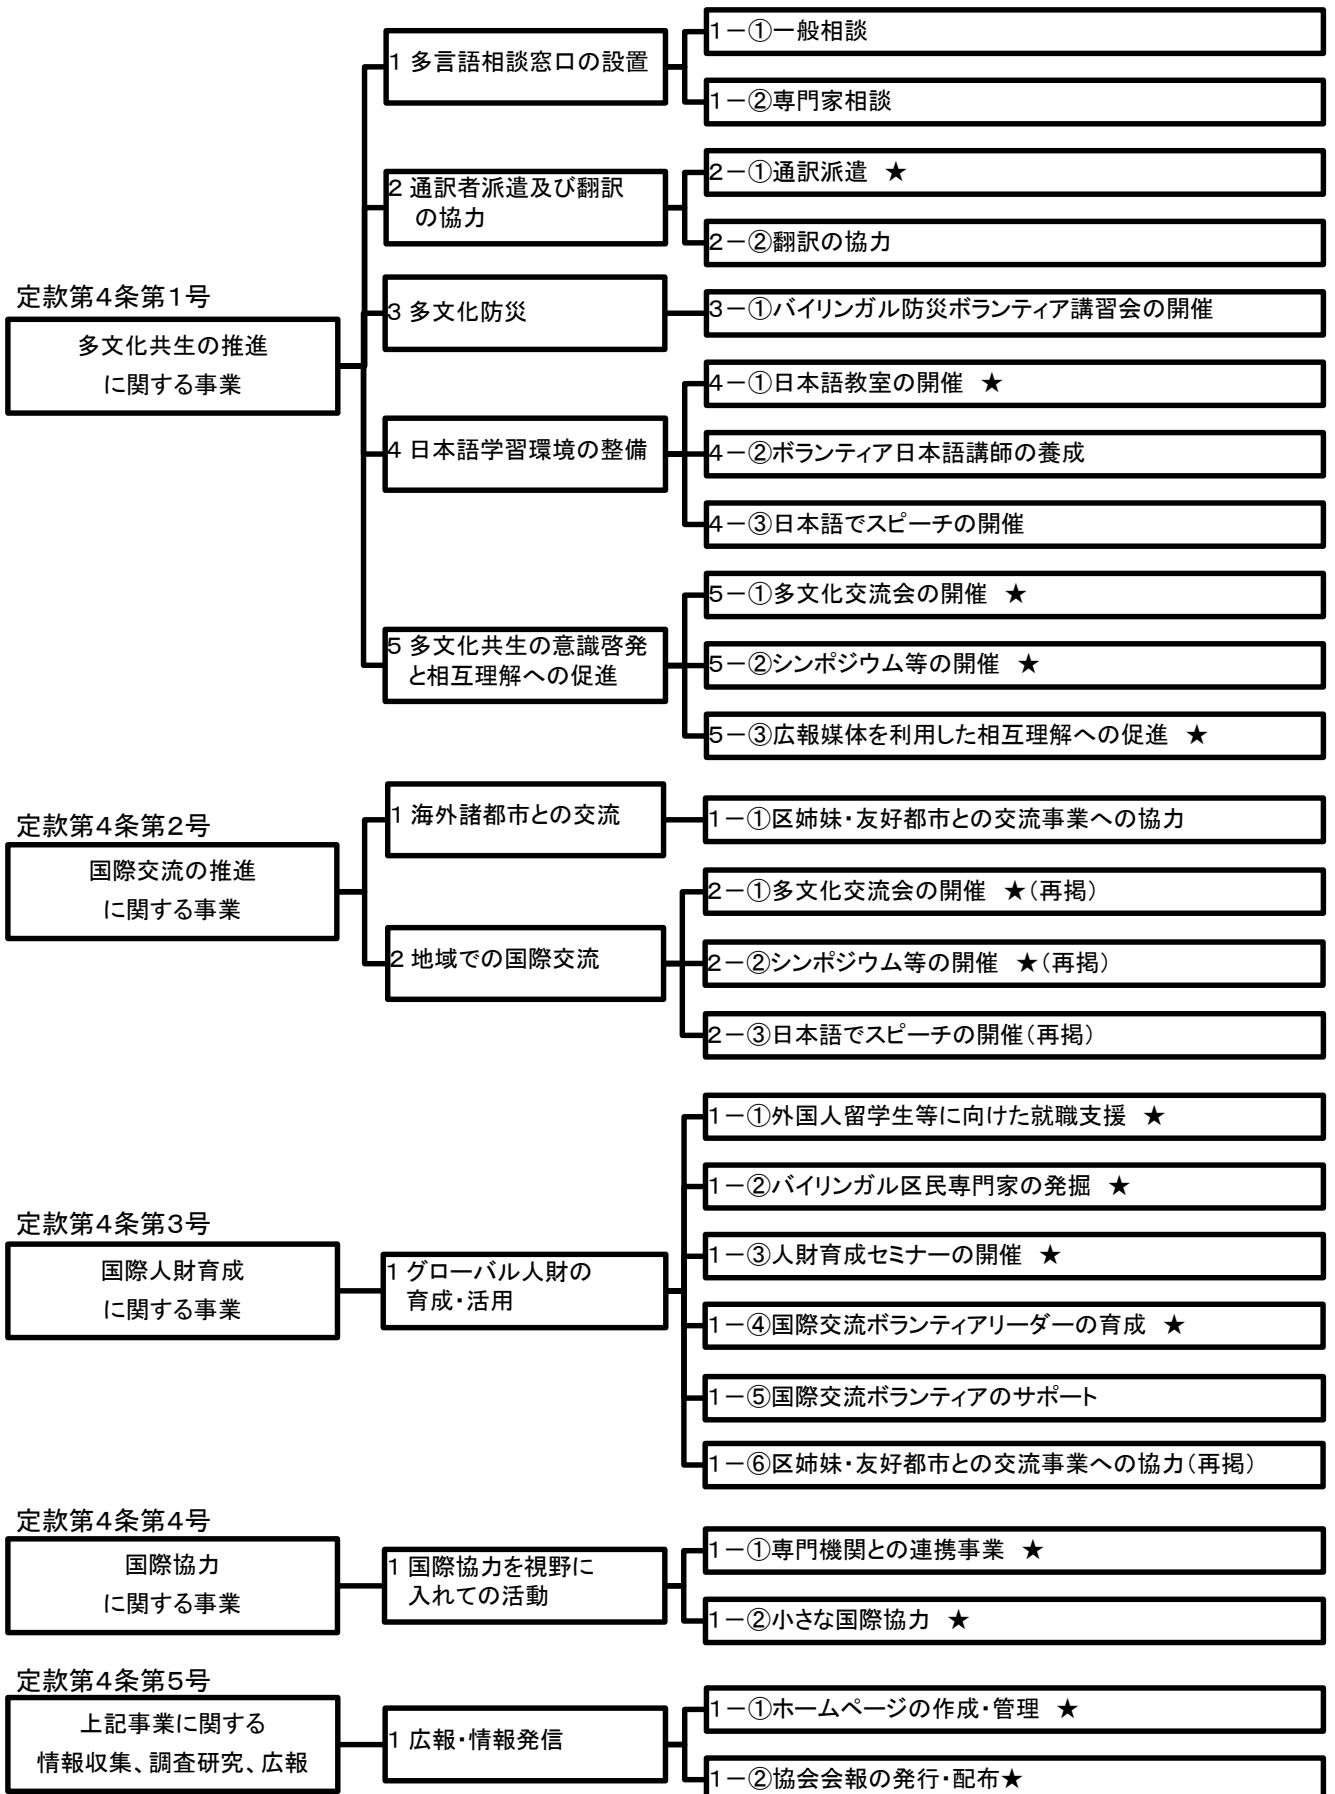 定款第4条第1号
多文化共生の推進
に関する事業
1 多言語相談窓口の設置
1－①一般相談
1－②専門家相談
2 通訳者派遣及び翻訳
の協力
2－①通訳派遣 ★
2－②翻訳の協力
3 多文化防災
3－①バイリンガル防災ボランティア講習会の開催
4 日本語学習環境の整備
4－①日本語教室の開催 ★
4－②ボランティア日本語講師の養成
4－③日本語でスピーチの開催
5 多文化共生の意識啓発
と相互理解への促進
5－①多文化交流会の開催 ★
5－②シンポジウム等の開催 ★
5－③広報媒体を利用した相互理解への促進 ★
定款第4条第2号
国際交流の推進
に関する事業
1 海外諸都市との交流
1－①区姉妹・友好都市との交流事業への協力
2 地域での国際交流
2－①多文化交流会の開催 ★(再掲)
2－②シンポジウム等の開催 ★(再掲)
2－③日本語でスピーチの開催(再掲)
定款第4条第3号
国際人財育成
に関する事業
1 グローバル人財の
育成・活用
1－①外国人留学生等に向けた就職支援 ★
1－②バイリンガル区民専門家の発掘 ★
1－③人財育成セミナーの開催 ★
1－④国際交流ボランティアリーダーの育成 ★
1－⑤国際交流ボランティアのサポート
1－⑥区姉妹・友好都市との交流事業への協力(再掲)
定款第4条第4号
国際協力
に関する事業
1 国際協力を視野に
入れての活動
1－①専門機関との連携事業 ★
1－②小さな国際協力 ★
定款第4条第5号
上記事業に関する
情報収集、調査研究、広報
1 広報・情報発信
1－①ホームページの作成・管理 ★
1－②協会会報の発行・配布★